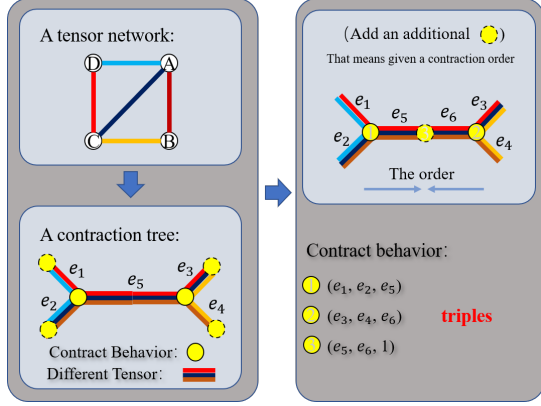 A tensor network:
D
A
C
B
A contraction tree:
e₁
e₂
e₅
e₃
e₄
Contract Behavior:
Different Tensor:
(Add an additional )
That means given a contraction order
e₁
e₂
e₅
e₆
e₃
e₄
1
2
The order
Contract behavior:
1 (e₁, e₂, e₅)
2 (e₃, e₄, e₆)
triples
3 (e₅, e₆, 1)